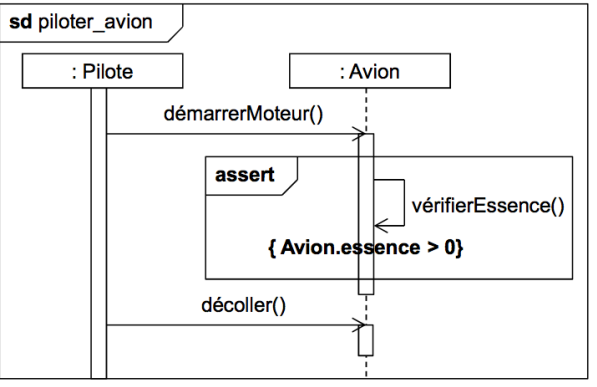 sd piloter_avion
: Pilote
: Avion
démarrerMoteur()
assert
vérifierEssence()
{ Avion.essence > 0}
décoller()